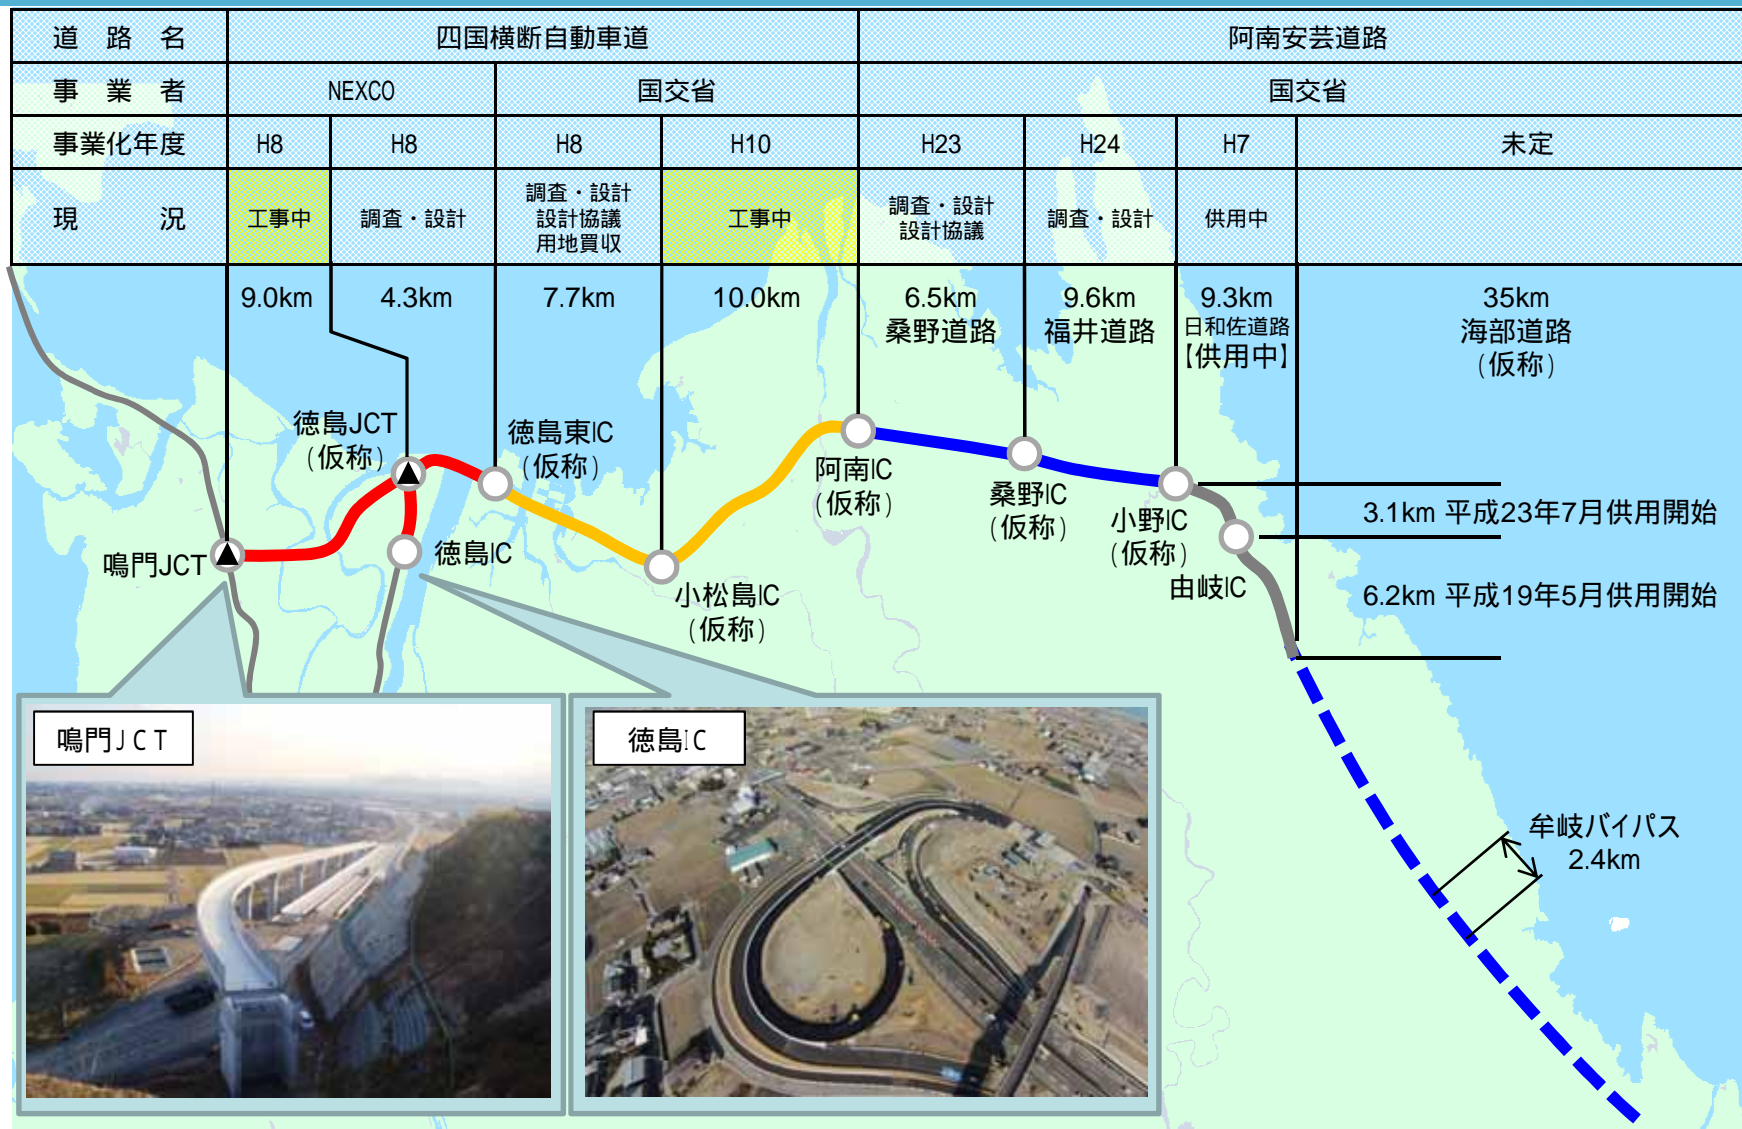 道　路　名　四国横断自動車道　阿南安芸道路
事　業　者　NEXCO　国交省　国交省
事業化年度　H8　H8　H8　H10　H23　H24　H7　未定
現　　況　工事中　調査・設計　調査・設計　工事中　調査・設計　調査・設計　供用中
設計協議　設計協議
用地買収
9.0km　4.3km　7.7km　10.0km　6.5km　9.6km　9.3km　35km
桑野道路　福井道路　日和佐道路　海部道路
【供用中】　(仮称)
徳島JCT
(仮称)
徳島東IC
(仮称)
阿南IC
(仮称)
桑野IC
(仮称)
小野IC
(仮称)
3.1km 平成23年7月供用開始
鳴門JCT
徳島IC
小松島IC
(仮称)
由岐IC
6.2km 平成19年5月供用開始
鳴門JCT
徳島IC
牟岐バイパス
2.4km